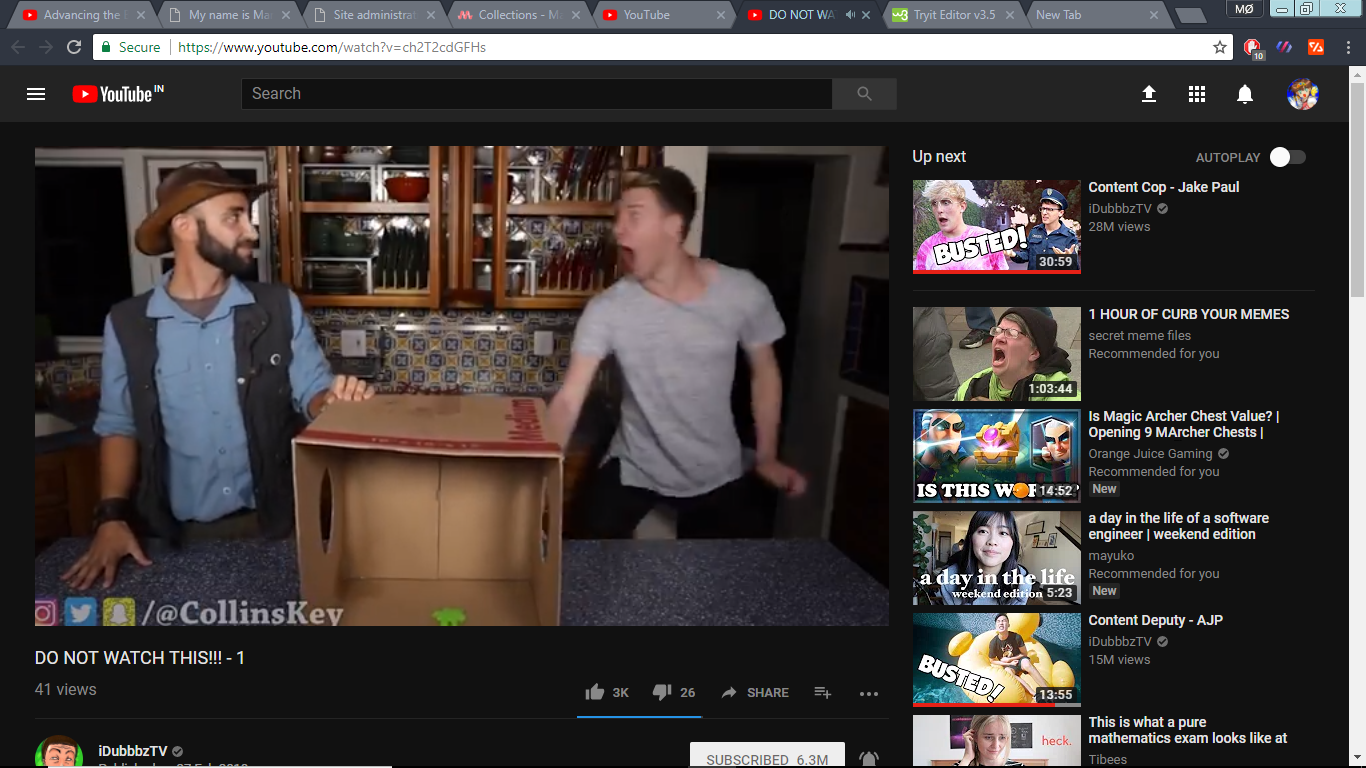 Advancing the
My name is Ma
Site administrat
Collections - M
YouTube
DO NOT WA
Tryit Editor v3.5
New Tab
MØ
Secure
https://www.youtube.com/watch?v=ch2T2cdGFHs
10
YouTube IN
Search
Up next
AUTOPLAY
BUSTED!
30:59
Content Cop - Jake Paul
iDubbbzTV
28M views
1:03:44
1 HOUR OF CURB YOUR MEMES
secret meme files
Recommended for you
IS THIS WOR ?
14:52
Is Magic Archer Chest Value? |
Opening 9 MArcher Chests |
Orange Juice Gaming
Recommended for you
New
a day in the life
weekend edition
5:23
a day in the life of a software
engineer | weekend edition
mayuko
Recommended for you
New
BUSTED!
13:55
Content Deputy - AJP
iDubbbzTV
15M views
heck.
This is what a pure
mathematics exam looks like at
Tibees
Medium
/@CollinsKey
DO NOT WATCH THIS!!! - 1
41 views
3K
26
SHARE
iDubbbzTV
SUBSCRIBED 6.3M